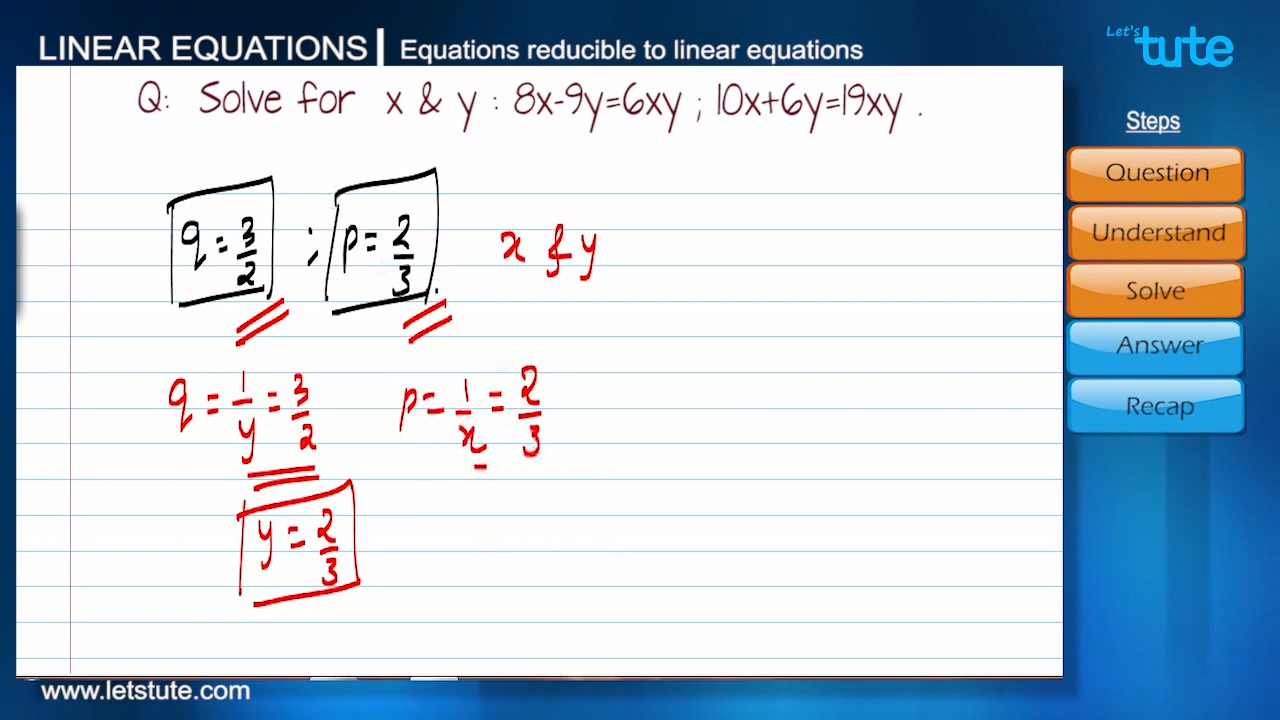 LINEAR EQUATIONS | Equations reducible to linear equations
Let's tute
Q: Solve for x & y : 8x-9y=6xy ; 10x+6y=19xy .
q = 3/2 ; p = 2/3 . x & y
q = 1/y = 3/2 p = 1/x = 2/3
y = 2/3
Steps
Question
Understand
Solve
Answer
Recap
www.letstute.com